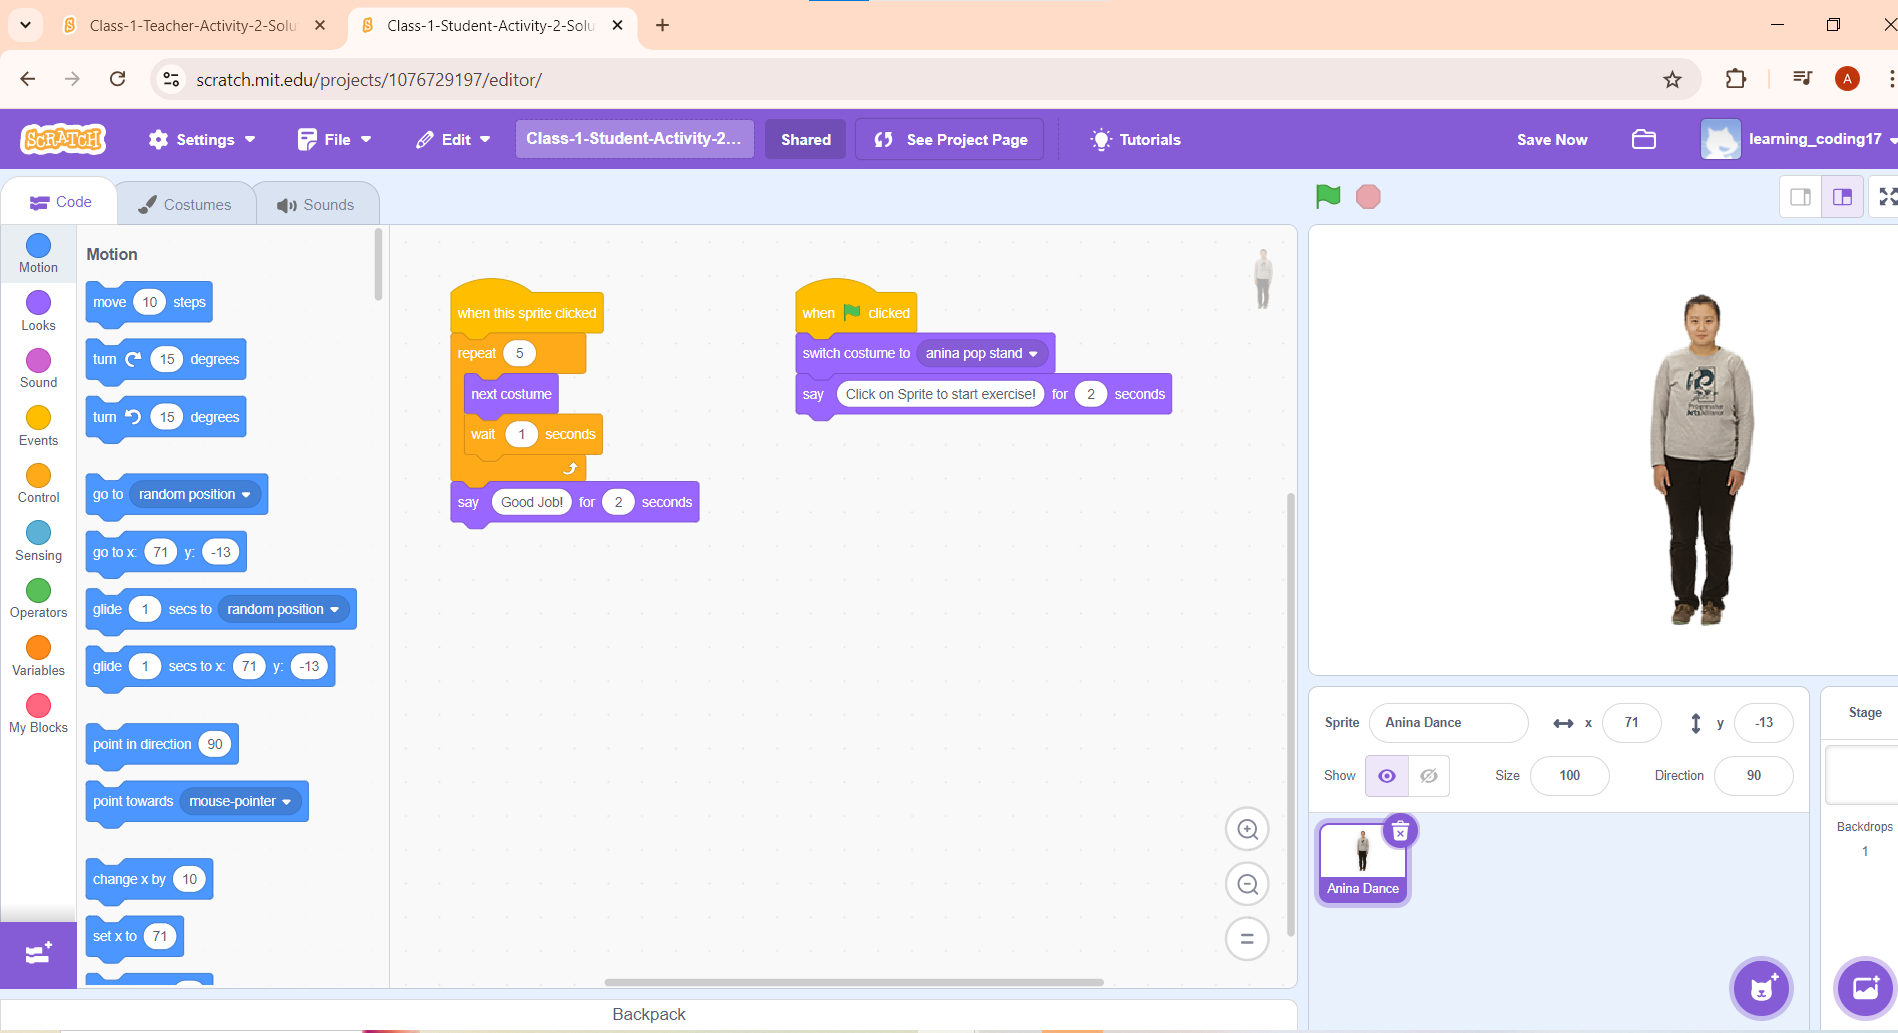 Class-1-Teacher-Activity-2-Solu
Class-1-Student-Activity-2-Solu
scratch.mit.edu/projects/1076729197/editor/
A
SCRATCH
Settings
File
Edit
Class-1-Student-Activity-2...
Shared
See Project Page
Tutorials
Save Now
learning_coding17
Code
Costumes
Sounds
Motion
Looks
Sound
Events
Control
Sensing
Operators
Variables
My Blocks
Motion
move 10 steps
turn 15 degrees
turn 15 degrees
go to random position
go to x: 71 y: -13
glide 1 secs to random position
glide 1 secs to x: 71 y: -13
point in direction 90
point towards mouse-pointer
change x by 10
set x to 71
when this sprite clicked
repeat 5
next costume
wait 1 seconds
say Good Job! for 2 seconds
when clicked
switch costume to anina pop stand
say Click on Sprite to start exercise! for 2 seconds
Progressive
Arts Alliance
Sprite Anina Dance x 71 y -13
Show Size 100 Direction 90
Anina Dance
Stage
Backdrops
1
Backpack